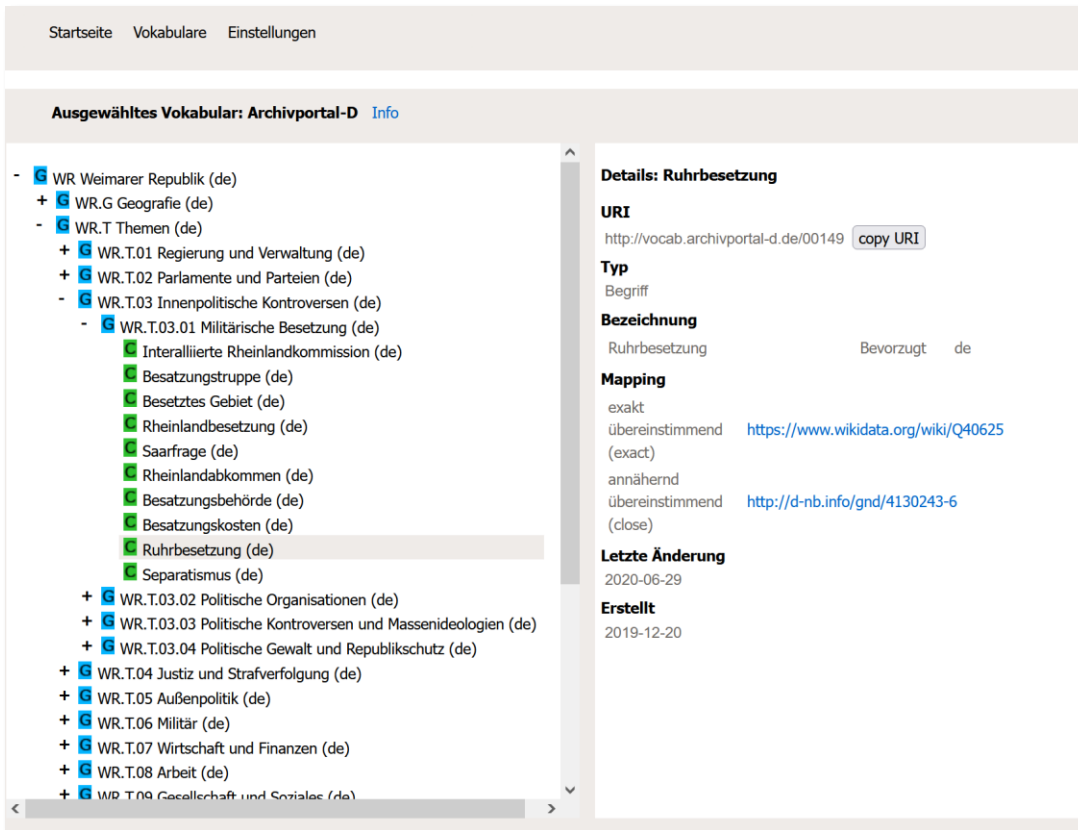 Startseite Vokabulare Einstellungen
Ausgewähltes Vokabular: Archivportal-D Info
- G WR Weimarer Republik (de)
+ G WR.G Geografie (de)
- G WR.T Themen (de)
+ G WR.T.01 Regierung und Verwaltung (de)
+ G WR.T.02 Parlamente und Parteien (de)
- G WR.T.03 Innenpolitische Kontroversen (de)
- G WR.T.03.01 Militärische Besetzung (de)
C Interalliierte Rheinlandkommission (de)
C Besatzungstruppe (de)
C Besetztes Gebiet (de)
C Rheinlandbesetzung (de)
C Saarfrage (de)
C Rheinlandabkommen (de)
C Besatzungsbehörde (de)
C Besatzungskosten (de)
C Ruhrbesetzung (de)
C Separatismus (de)
+ G WR.T.03.02 Politische Organisationen (de)
+ G WR.T.03.03 Politische Kontroversen und Massenideologien (de)
+ G WR.T.03.04 Politische Gewalt und Republikschutz (de)
+ G WR.T.04 Justiz und Strafverfolgung (de)
+ G WR.T.05 Außenpolitik (de)
+ G WR.T.06 Militär (de)
+ G WR.T.07 Wirtschaft und Finanzen (de)
+ G WR.T.08 Arbeit (de)
+ G WR.T.09 Gesellschaft und Soziales (de)
Details: Ruhrbesetzung
URI
http://vocab.archivportal-d.de/00149 copy URI
Typ
Begriff
Bezeichnung
Ruhrbesetzung Bevorzugt de
Mapping
exakt
übereinstimmend https://www.wikidata.org/wiki/Q40625
(exact)
annähernd
übereinstimmend http://d-nb.info/gnd/4130243-6
(close)
Letzte Änderung
2020-06-29
Erstellt
2019-12-20